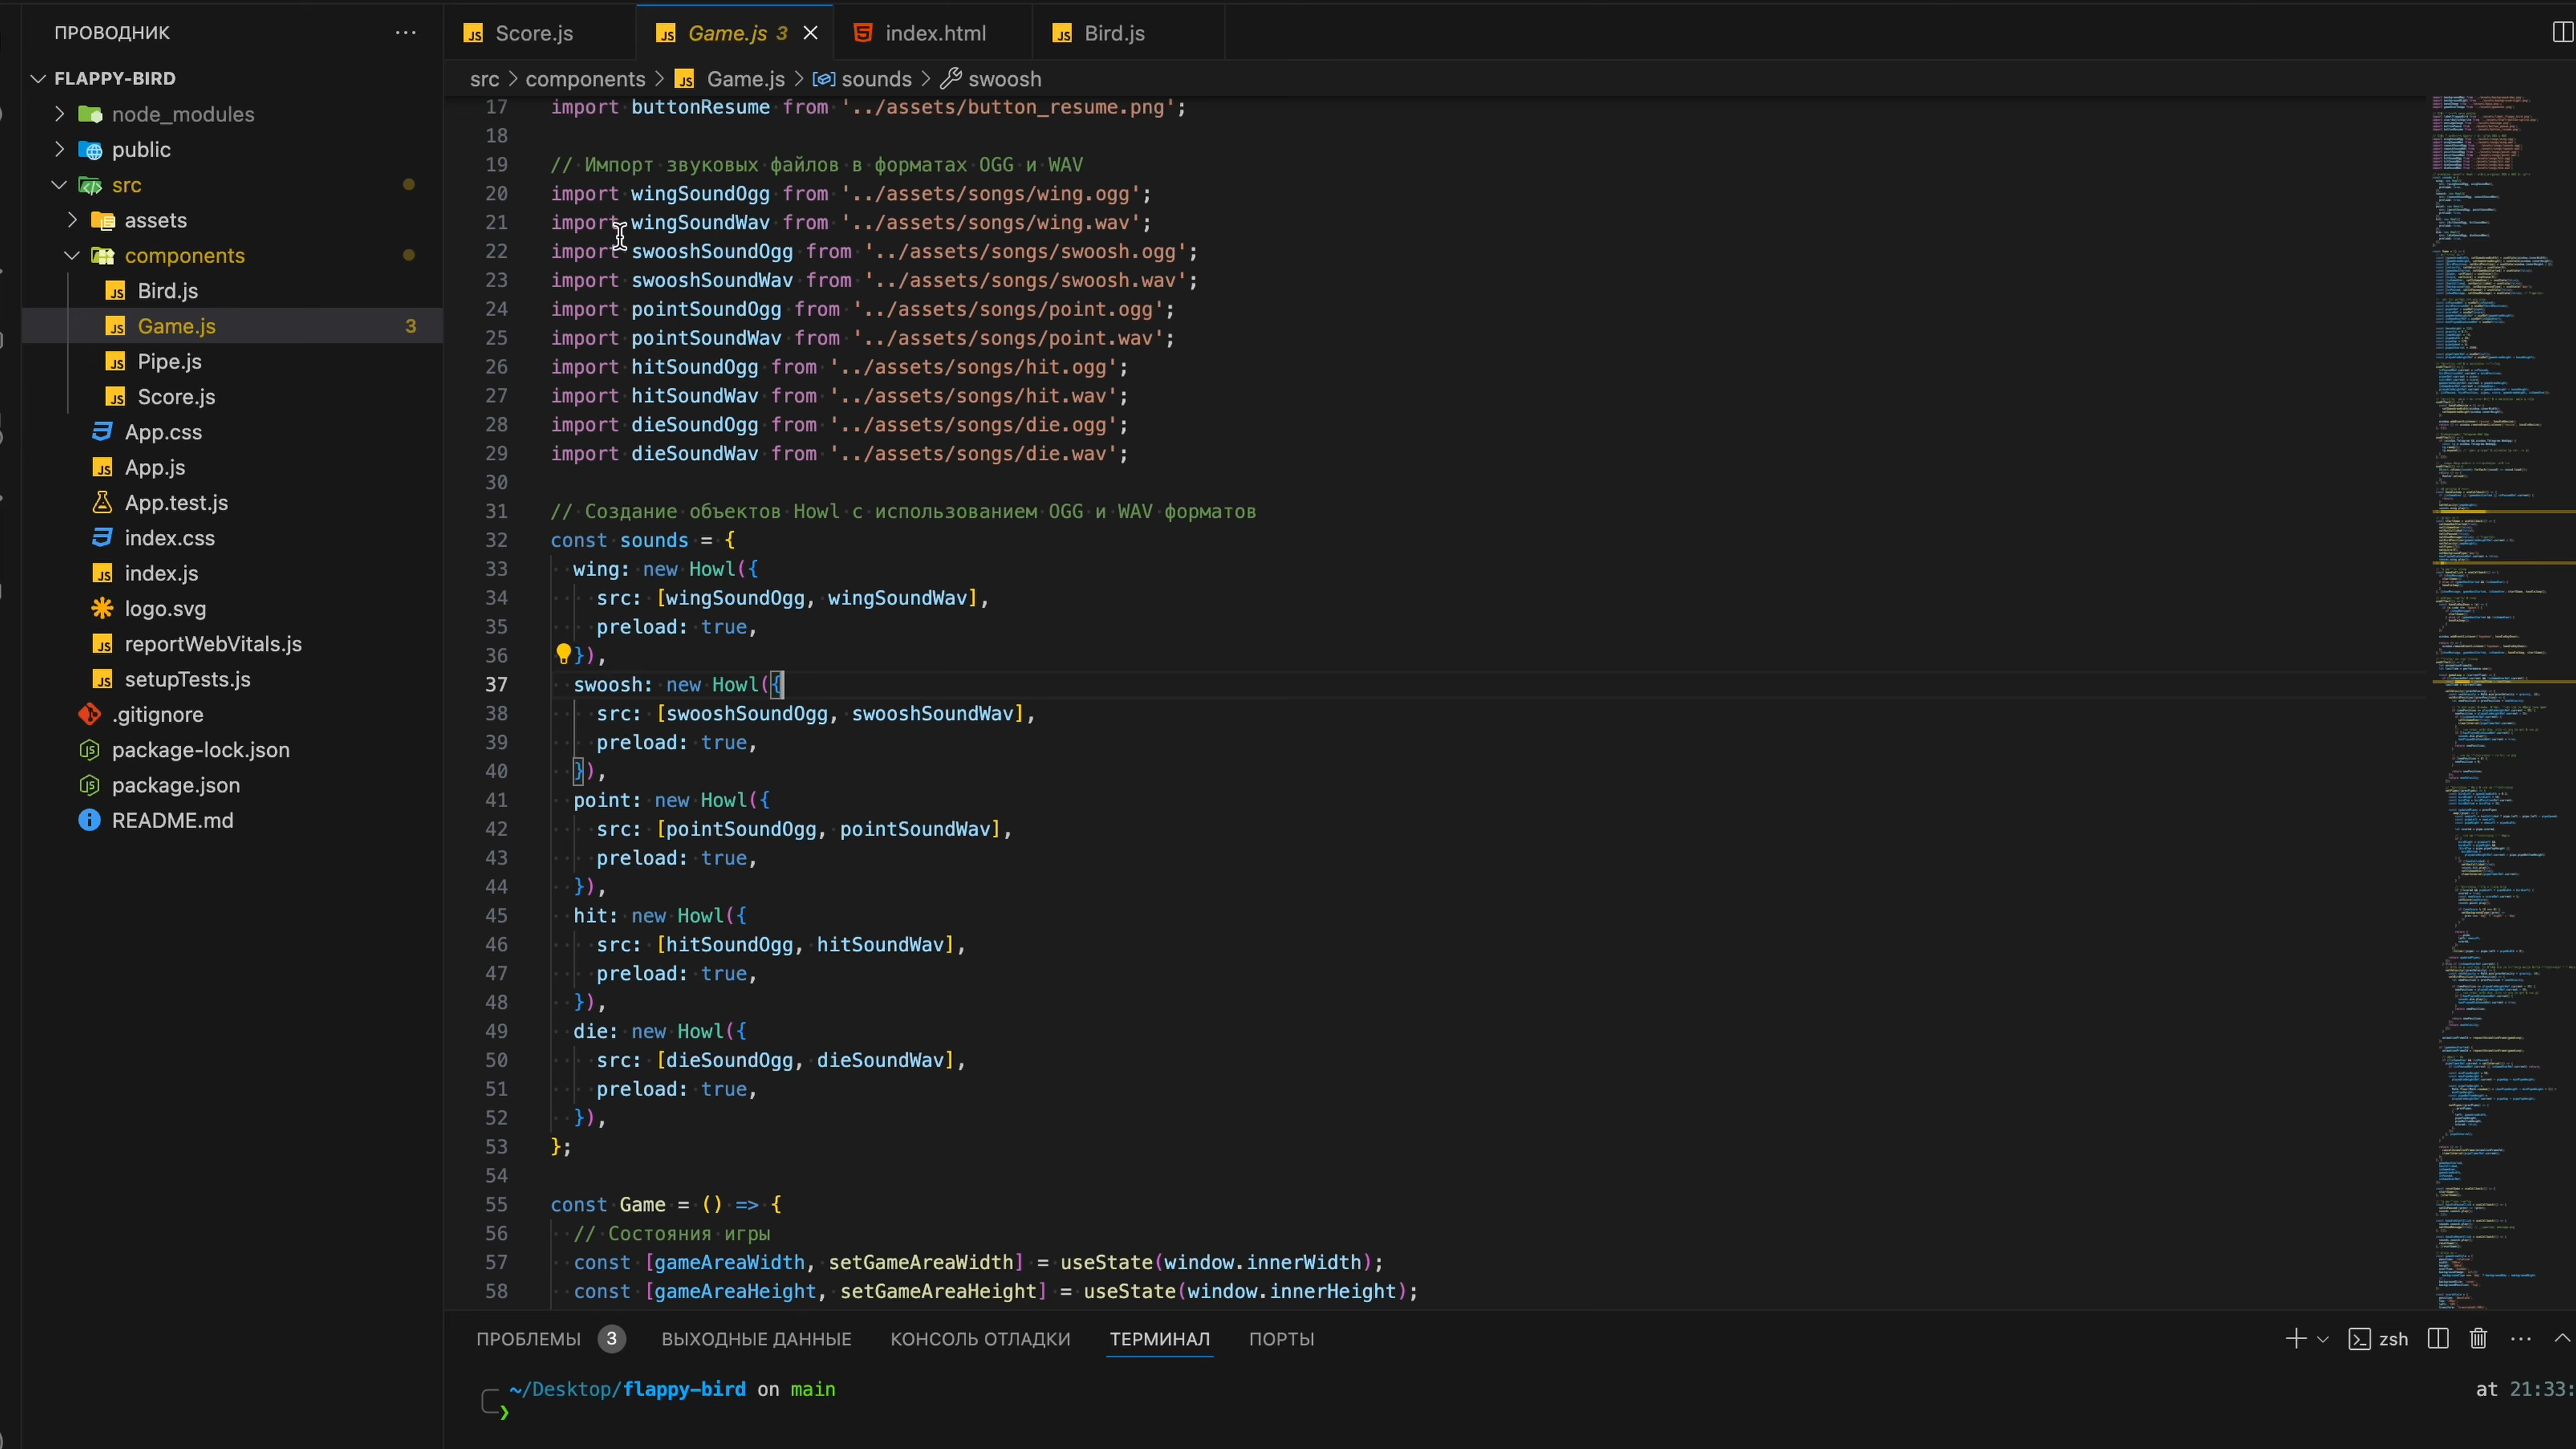 ПРОВОДНИК
FLAPPY-BIRD
node_modules
public
src
assets
components
Bird.js
Game.js 3
Pipe.js
Score.js
App.css
App.js
App.test.js
index.css
index.js
logo.svg
reportWebVitals.js
setupTests.js
.gitignore
package-lock.json
package.json
README.md
Score.js Game.js 3 index.html Bird.js
src > components > Game.js > sounds > swoosh
17 import buttonResume from '../assets/button_resume.png';
18
19 // Импорт звуковых файлов в форматах OGG и WAV
20 import wingSoundOgg from '../assets/songs/wing.ogg';
21 import wingSoundWav from '../assets/songs/wing.wav';
22 import swooshSoundOgg from '../assets/songs/swoosh.ogg';
23 import swooshSoundWav from '../assets/songs/swoosh.wav';
24 import pointSoundOgg from '../assets/songs/point.ogg';
25 import pointSoundWav from '../assets/songs/point.wav';
26 import hitSoundOgg from '../assets/songs/hit.ogg';
27 import hitSoundWav from '../assets/songs/hit.wav';
28 import dieSoundOgg from '../assets/songs/die.ogg';
29 import dieSoundWav from '../assets/songs/die.wav';
30
31 // Создание объектов Howl с использованием OGG и WAV форматов
32 const sounds = {
33 wing: new Howl({
34 src: [wingSoundOgg, wingSoundWav],
35 preload: true,
36 }),
37 swoosh: new Howl({
38 src: [swooshSoundOgg, swooshSoundWav],
39 preload: true,
40 }),
41 point: new Howl({
42 src: [pointSoundOgg, pointSoundWav],
43 preload: true,
44 }),
45 hit: new Howl({
46 src: [hitSoundOgg, hitSoundWav],
47 preload: true,
48 }),
49 die: new Howl({
50 src: [dieSoundOgg, dieSoundWav],
51 preload: true,
52 }),
53 };
54
55 const Game = () => {
56 // Состояния игры
57 const [gameAreaWidth, setGameAreaWidth] = useState(window.innerWidth);
58 const [gameAreaHeight, setGameAreaHeight] = useState(window.innerHeight);
ПРОБЛЕМЫ 3 ВЫХОДНЫЕ ДАННЫЕ КОНСОЛЬ ОТЛАДКИ ТЕРМИНАЛ ПОРТЫ zsh
~/Desktop/flappy-bird on main at 21:33: